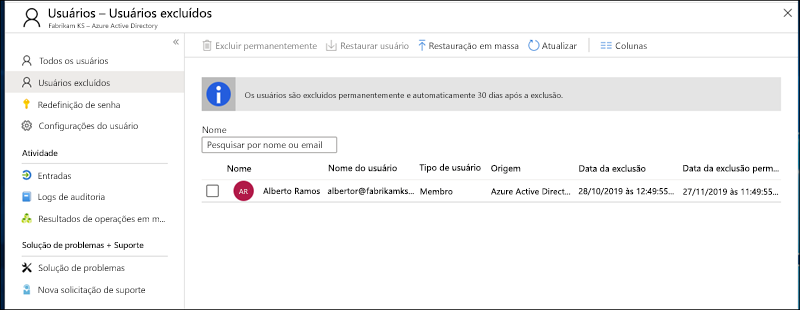 Usuários – Usuários excluídos
Fabrikam KS – Azure Active Directory
«
Todos os usuários
Usuários excluídos
Redefinição de senha
Configurações do usuário
Atividade
Entradas
Logs de auditoria
Resultados de operações em m...
Solução de problemas + Suporte
Solução de problemas
Nova solicitação de suporte
Excluir permanentemente Restaurar usuário Restauração em massa Atualizar Colunas
Os usuários são excluídos permanentemente e automaticamente 30 dias após a exclusão.
Nome
Pesquisar por nome ou email
Nome Nome do usuário Tipo de usuário Origem Data da exclusão Data da exclusão perm...
AR Alberto Ramos albertor@fabrikamks... Membro Azure Active Direct... 28/10/2019 às 12:49:55... 27/11/2019 às 11:49:55...